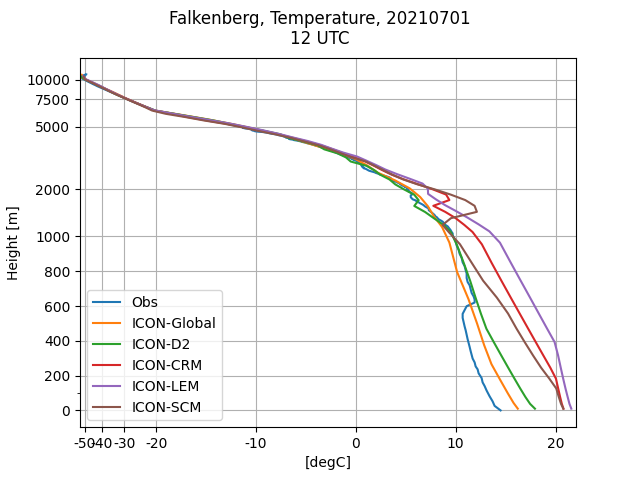 Falkenberg, Temperature, 20210701
12 UTC
Height [m]
10000
7500
5000
2000
1000
800
600
400
200
0
Obs
ICON-Global
ICON-D2
ICON-CRM
ICON-LEM
ICON-SCM
-50 -40 -30 -20 -10 0 10 20
[degC]